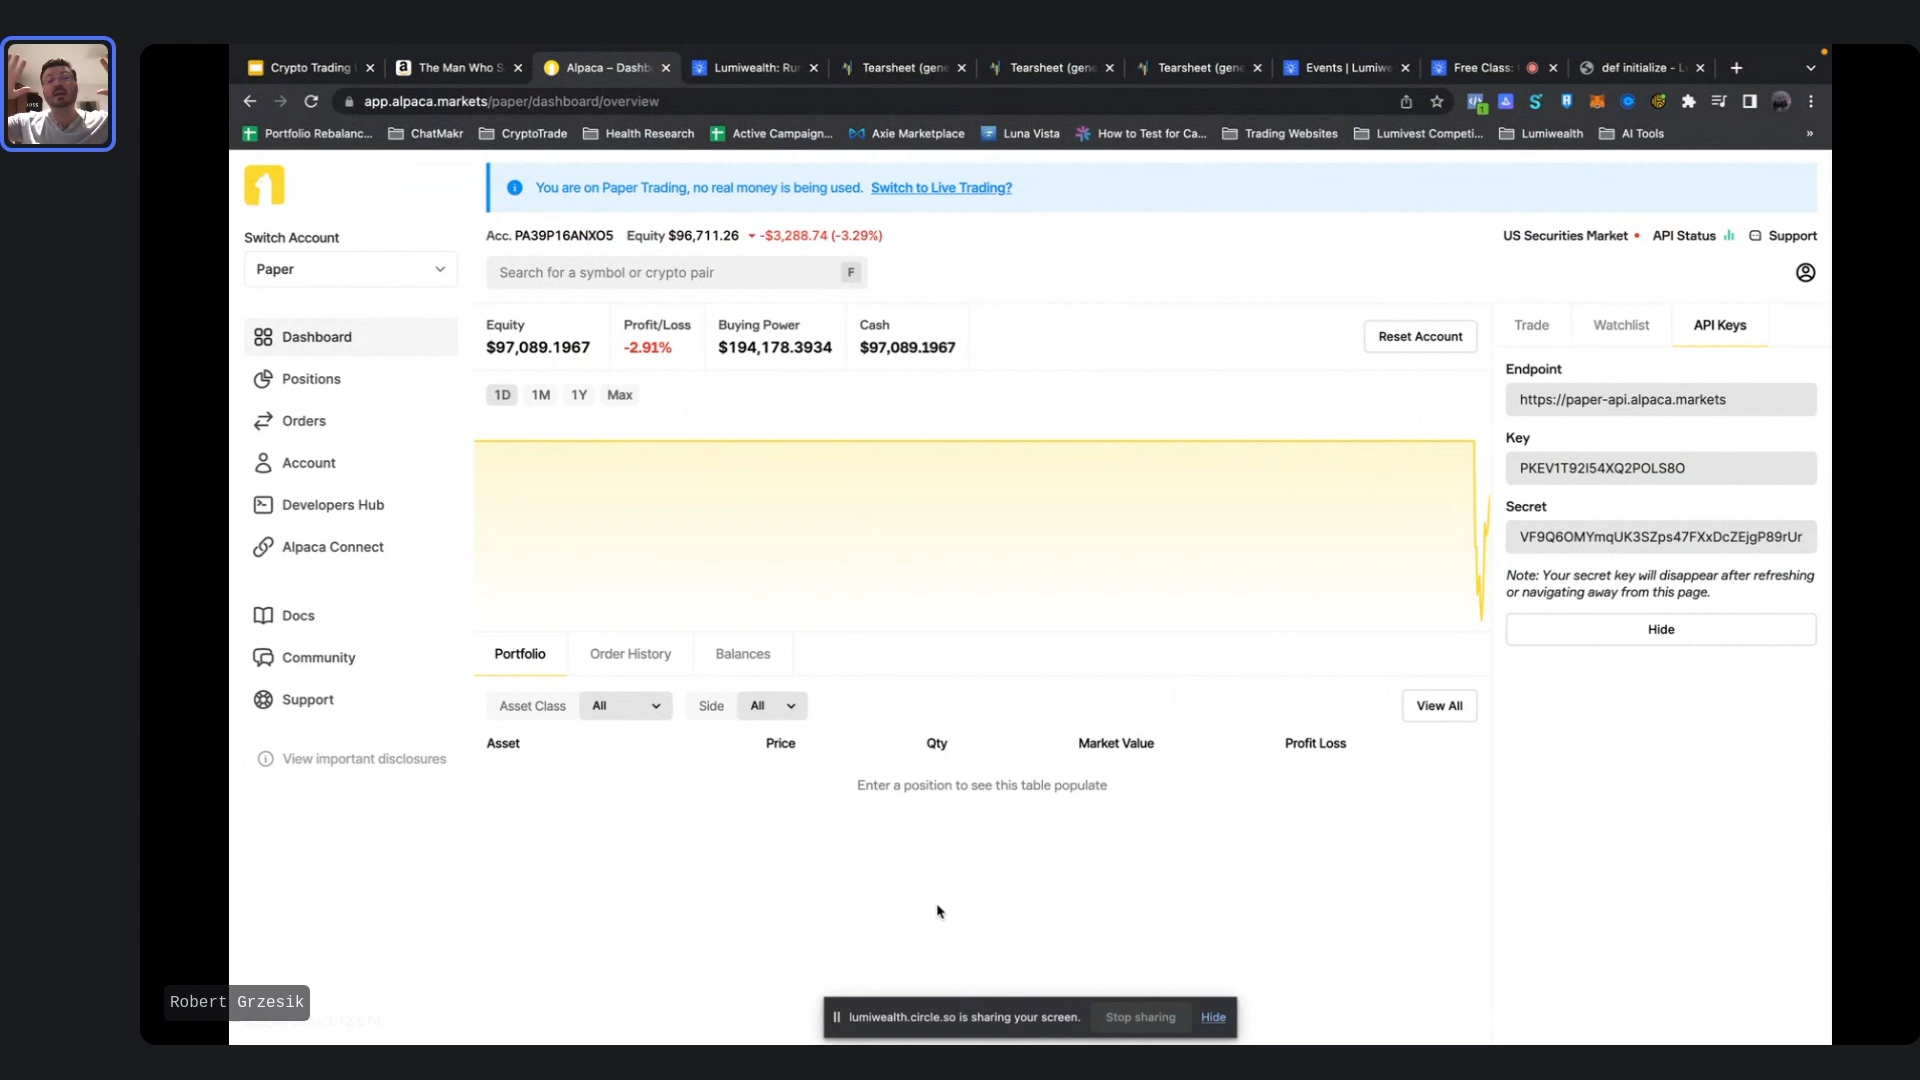 Crypto Trading
The Man Who S
Alpaca – Dashb
Lumiwealth: Ru
Tearsheet (gene
Tearsheet (gene
Tearsheet (gene
Events | Lumiwe
Free Class:
def initialize - L
app.alpaca.markets/paper/dashboard/overview
Portfolio Rebalanc...
ChatMakr
CryptoTrade
Health Research
Active Campaign...
Axie Marketplace
Luna Vista
How to Test for Ca...
Trading Websites
Lumivest Competi...
Lumiwealth
AI Tools
»
You are on Paper Trading, no real money is being used. Switch to Live Trading?
Switch Account
Paper
Acc. PA39P16ANXO5 Equity $96,711.26 -$3,288.74 (-3.29%)
US Securities Market • API Status Support
Search for a symbol or crypto pair F
Dashboard
Positions
Orders
Account
Developers Hub
Alpaca Connect
Docs
Community
Support
View important disclosures
Equity
$97,089.1967
Profit/Loss
-2.91%
Buying Power
$194,178.3934
Cash
$97,089.1967
Reset Account
1D 1M 1Y Max
Portfolio Order History Balances
Asset Class All Side All View All
Asset Price Qty Market Value Profit Loss
Enter a position to see this table populate
Trade Watchlist API Keys
Endpoint
https://paper-api.alpaca.markets
Key
PKEV1T92I54XQ2POLS8O
Secret
VF9Q6OMYmqUK3SZps47FXxDcZEjgP89rUr
Note: Your secret key will disappear after refreshing
or navigating away from this page.
Hide
Robert Grzesik
lumiwealth.circle.so is sharing your screen. Stop sharing Hide